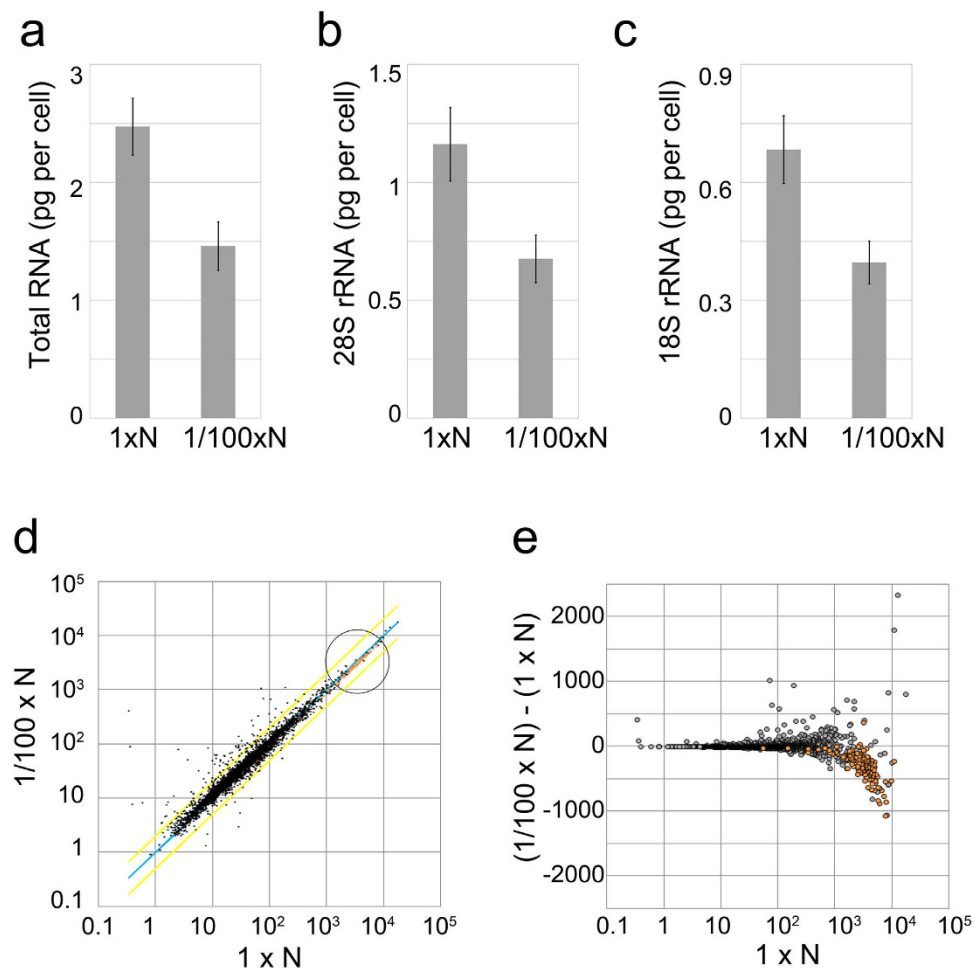 a
Total RNA (pg per cell)
3
2
1
0
1xN 1/100xN
b
28S rRNA (pg per cell)
1.5
1
0.5
0
1xN 1/100xN
c
18S rRNA (pg per cell)
0.9
0.6
0.3
0
1xN 1/100xN
d
1/100 x N
10⁵
10⁴
10³
10²
10
1
0.1
0.1 1 10 10² 10³ 10⁴ 10⁵
1 x N
e
(1/100 x N) - (1 x N)
2000
1000
0
-1000
-2000
0.1 1 10 10² 10³ 10⁴ 10⁵
1 x N